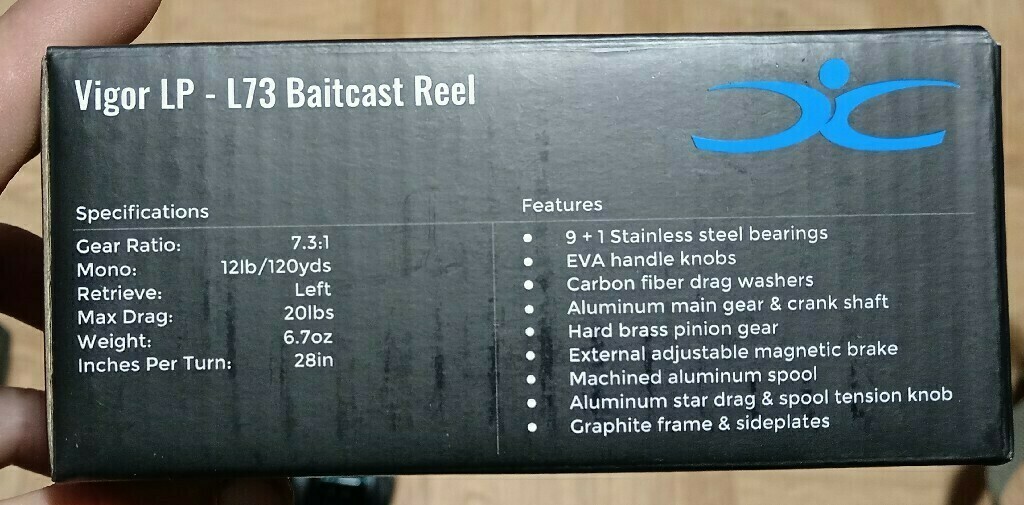 Vigor LP - L73 Baitcast Reel
Specifications
Gear Ratio: 7.3:1
Mono: 12lb/120yds
Retrieve: Left
Max Drag: 20lbs
Weight: 6.7oz
Inches Per Turn: 28in
Features
• 9 + 1 Stainless steel bearings
• EVA handle knobs
• Carbon fiber drag washers
• Aluminum main gear & crank shaft
• Hard brass pinion gear
• External adjustable magnetic brake
• Machined aluminum spool
• Aluminum star drag & spool tension knob
• Graphite frame & sideplates